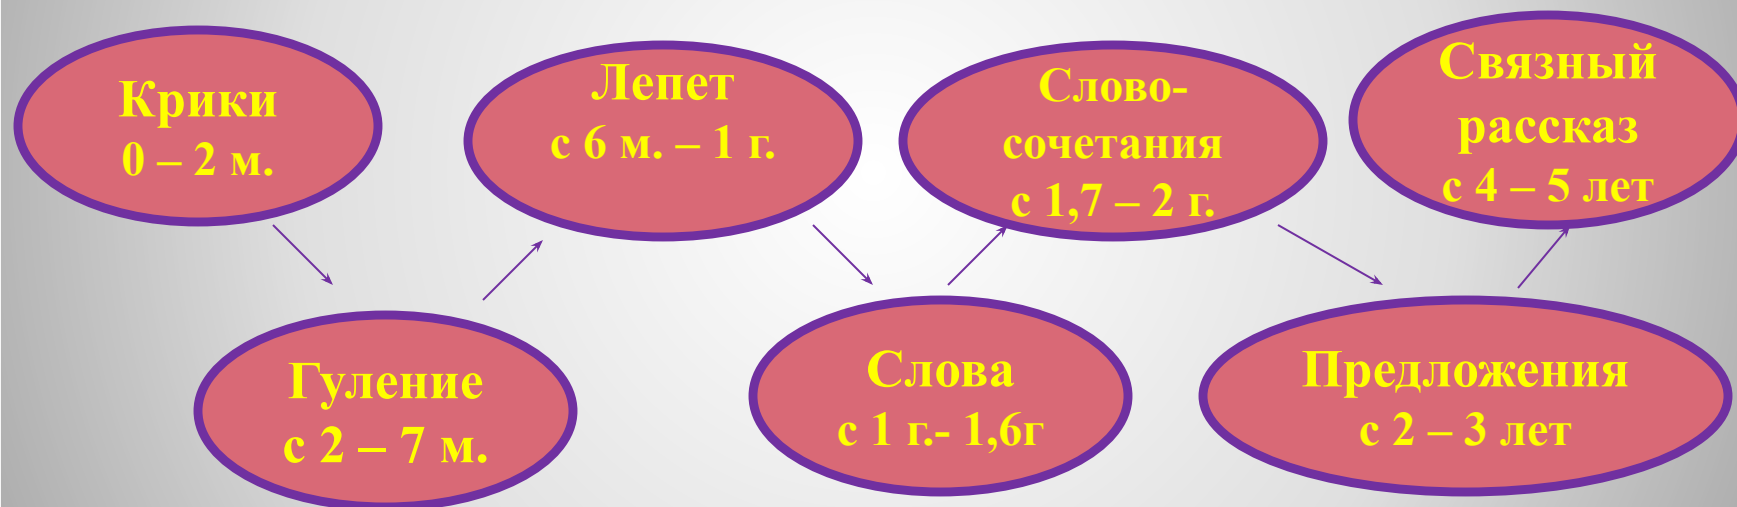 Крики
0 – 2 м.
Гуление
с 2 – 7 м.
Лепет
с 6 м. – 1 г.
Слова
с 1 г.- 1,6г
Слово-
сочетания
с 1,7 – 2 г.
Предложения
с 2 – 3 лет
Связный
рассказ
с 4 – 5 лет